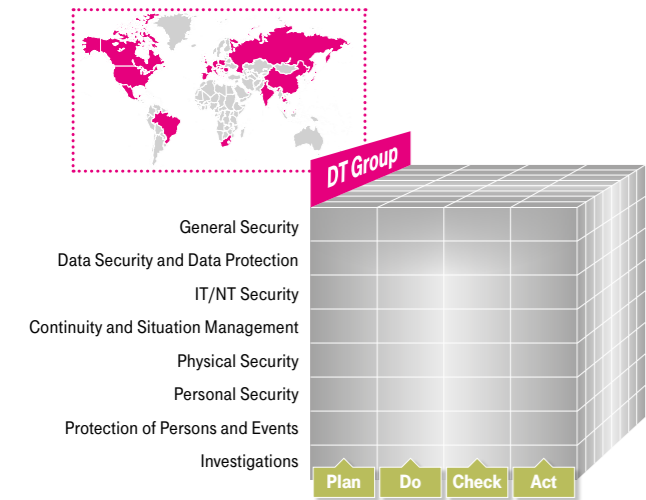 DT Group
General Security
Data Security and Data Protection
IT/NT Security
Continuity and Situation Management
Physical Security
Personal Security
Protection of Persons and Events
Investigations
Plan Do Check Act